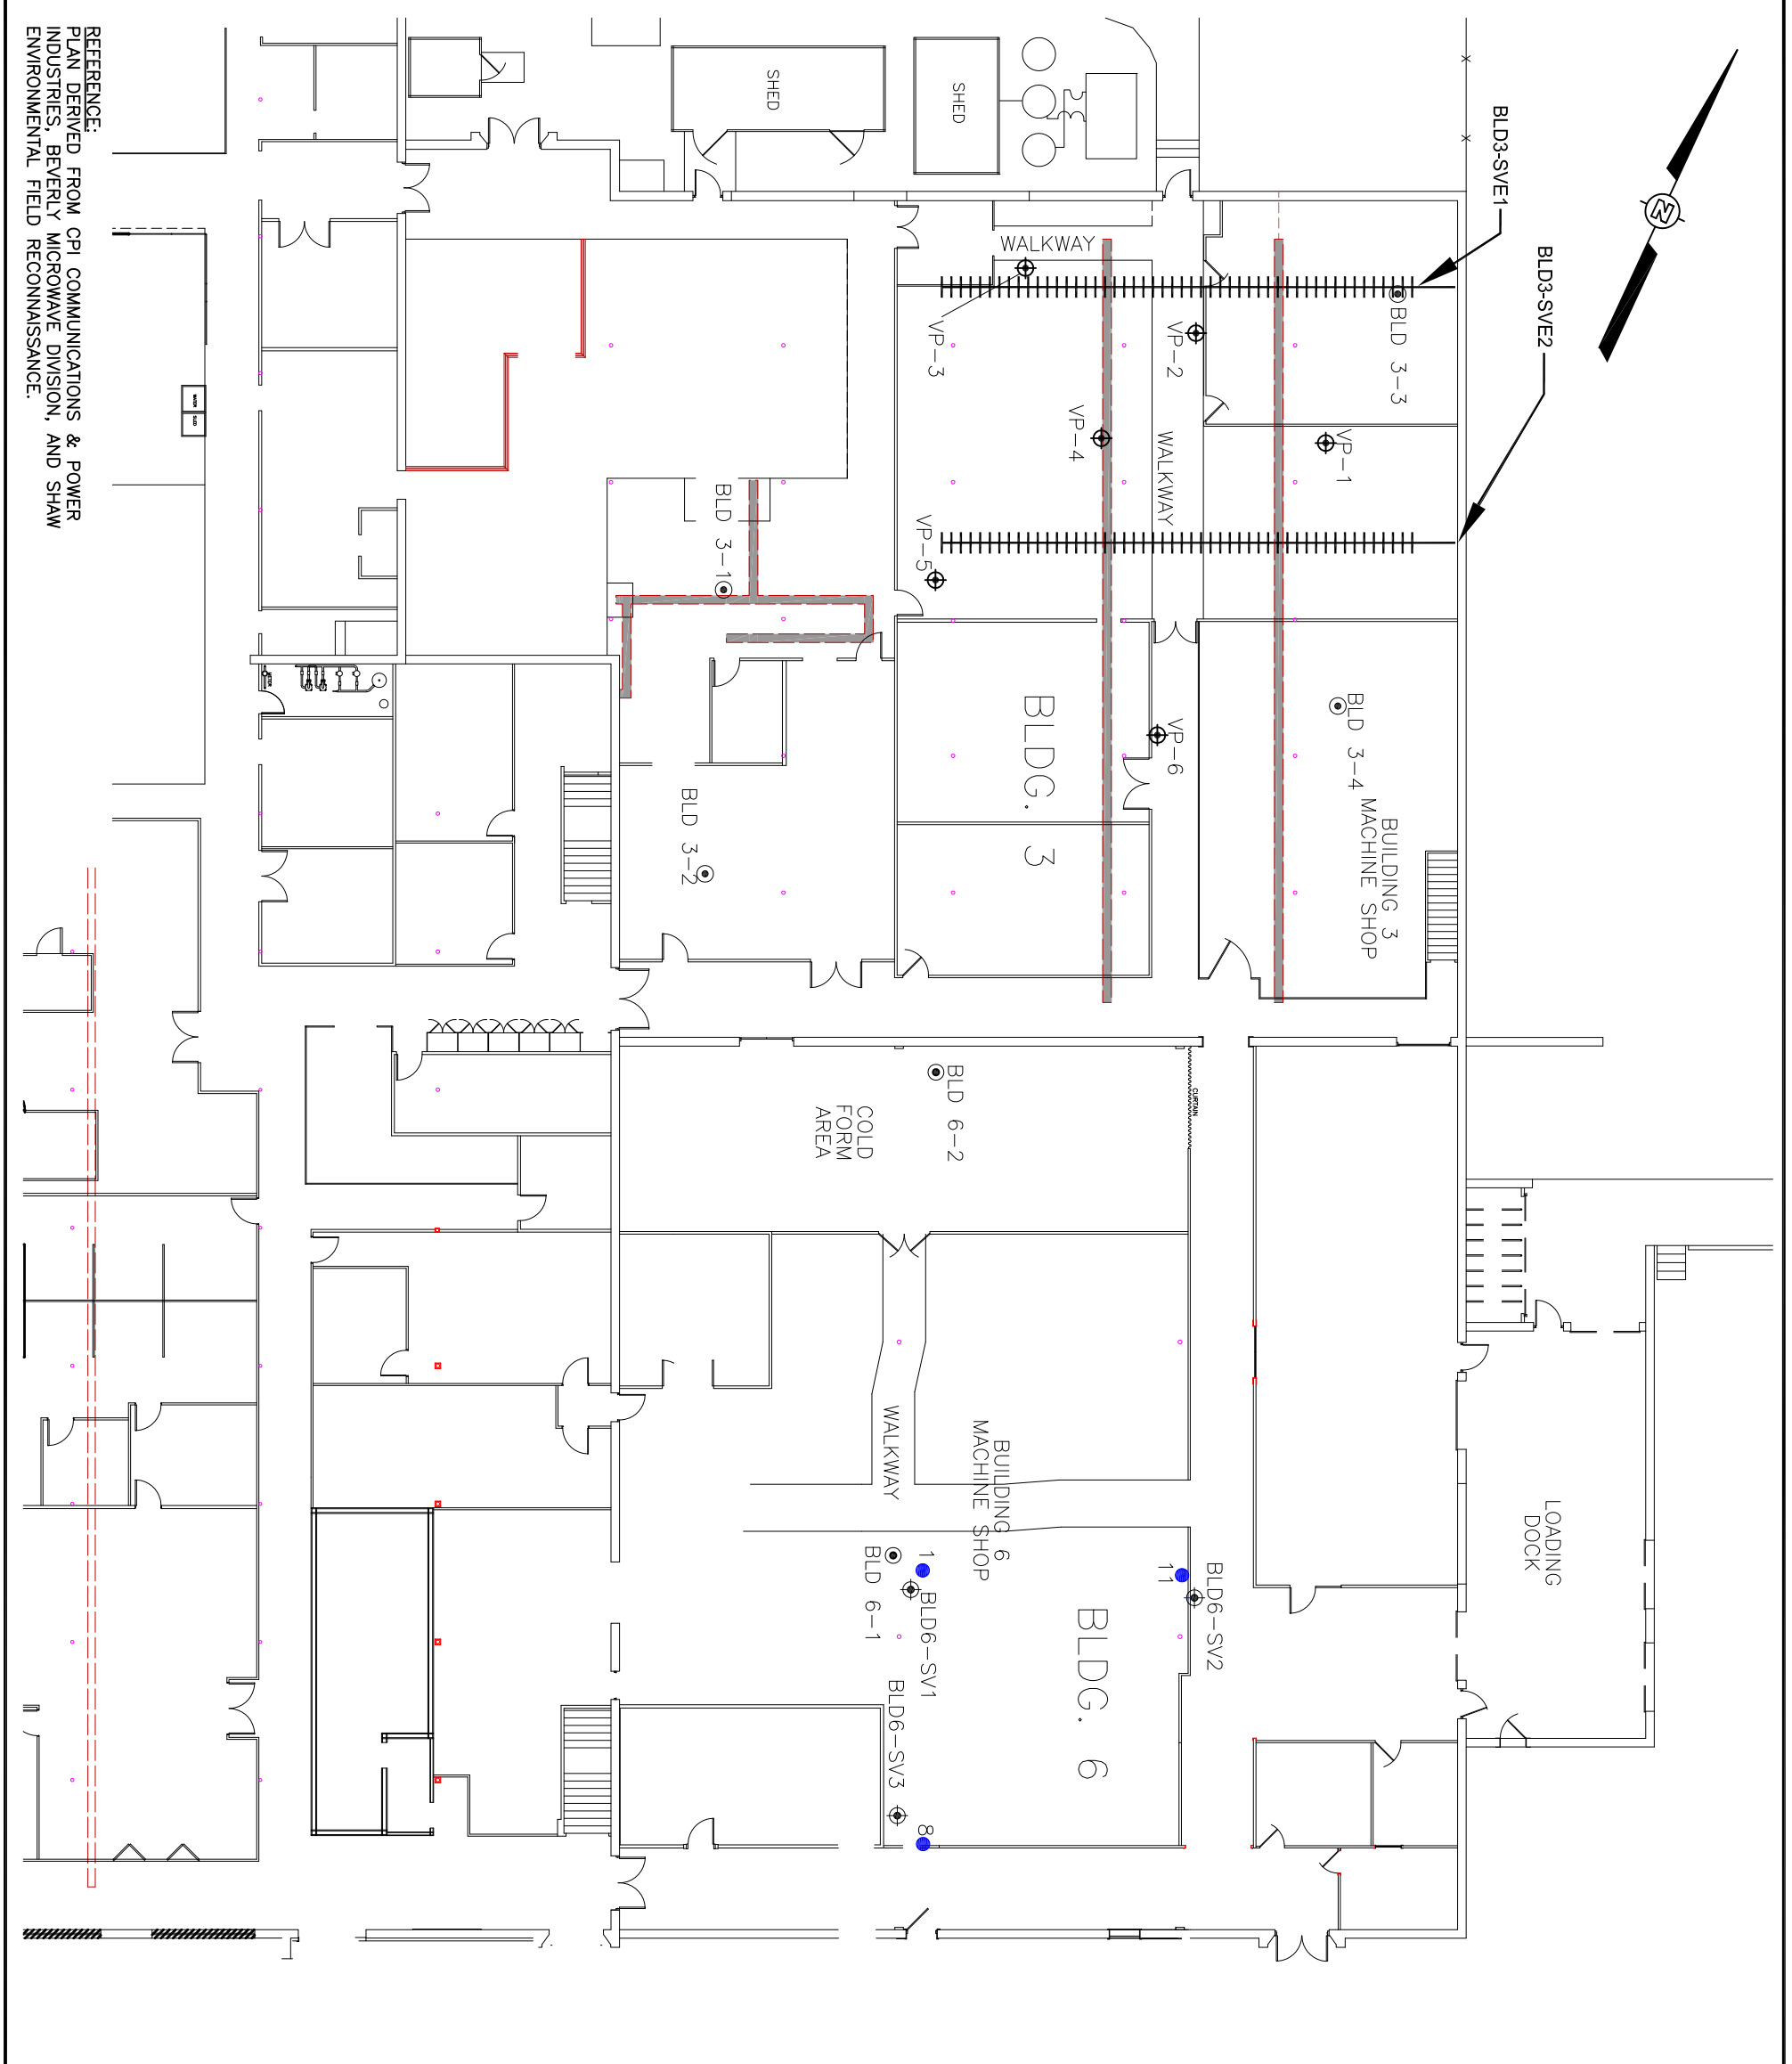 REFERENCE:
PLAN DERIVED FROM CPI COMMUNICATIONS & POWER
INDUSTRIES, BEVERLY MICROWAVE DIVISION, AND SHAW
ENVIRONMENTAL FIELD RECONNAISSANCE.
N
BLD3-SVE1
BLD3-SVE2
SHED
SHED
WALKWAY
VP-3
VP-2
BLD 3-3
VP-4
WALKWAY
VP-1
VP-5
BLD 3-1
VP-6
BLDG. 3
BLD 3-4
BUILDING 3
MACHINE SHOP
BLD 3-2
WATER
METER
CURTAIN
BLD 6-2
COLD
FORM
AREA
WALKWAY
BUILDING 6
MACHINE SHOP
LOADING
DOCK
BLD 6-1
1
BLD6-SV1
11
BLD6-SV2
BLDG. 6
BLD6-SV3
8